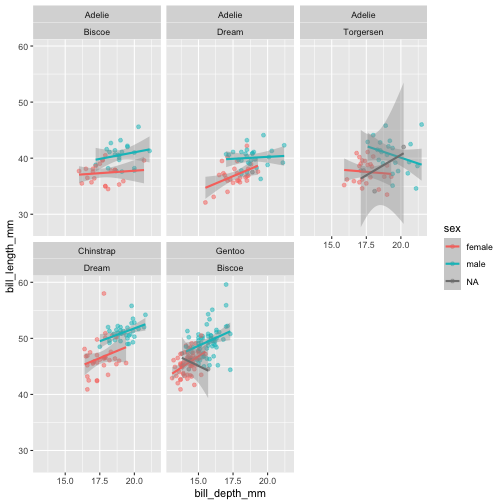 Adelie Adelie Adelie
Biscoe Dream Torgersen
60
50
40
30
15.0 17.5 20.0
Chinstrap Gentoo
Dream Biscoe
60
50
40
30
15.0 17.5 20.0 15.0 17.5 20.0
bill_depth_mm
bill_length_mm
sex
female
male
NA